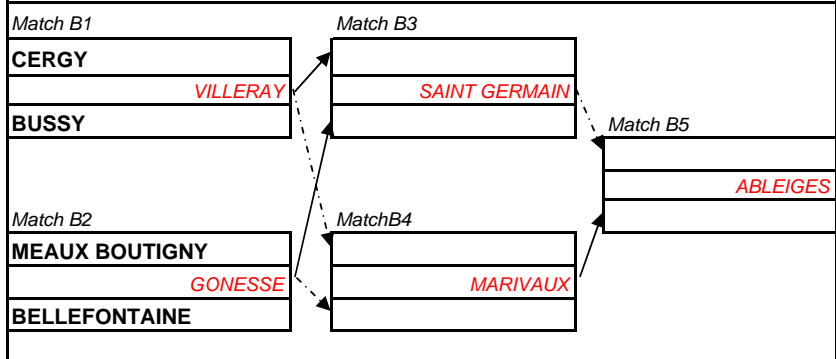 Match B1
CERGY
VILLERAY
BUSSY
Match B2
MEAUX BOUTIGNY
GONESSE
BELLEFONTAINE
Match B3
SAINT GERMAIN
MatchB4
MARIVAUX
Match B5
ABLEIGES